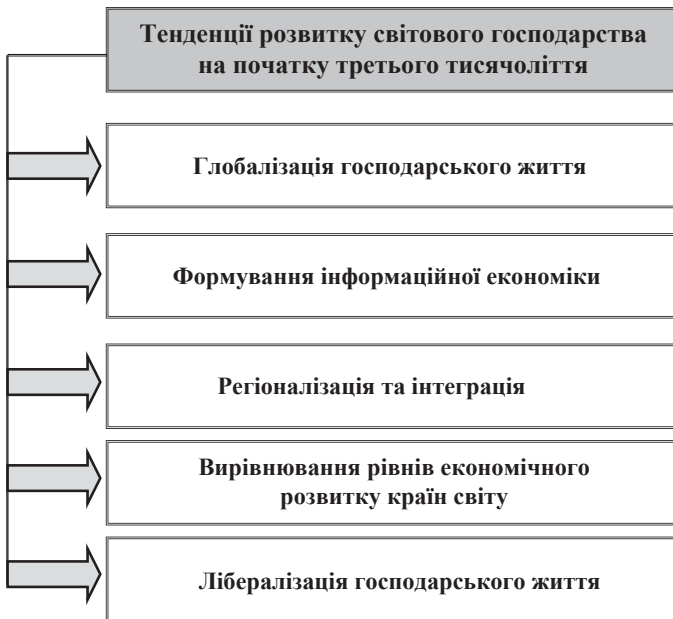 Тенденції розвитку світового господарства
на початку третього тисячоліття
Глобалізація господарського життя
Формування інформаційної економіки
Регіоналізація та інтеграція
Вирівнювання рівнів економічного
розвитку країн світу
Лібералізація господарського життя